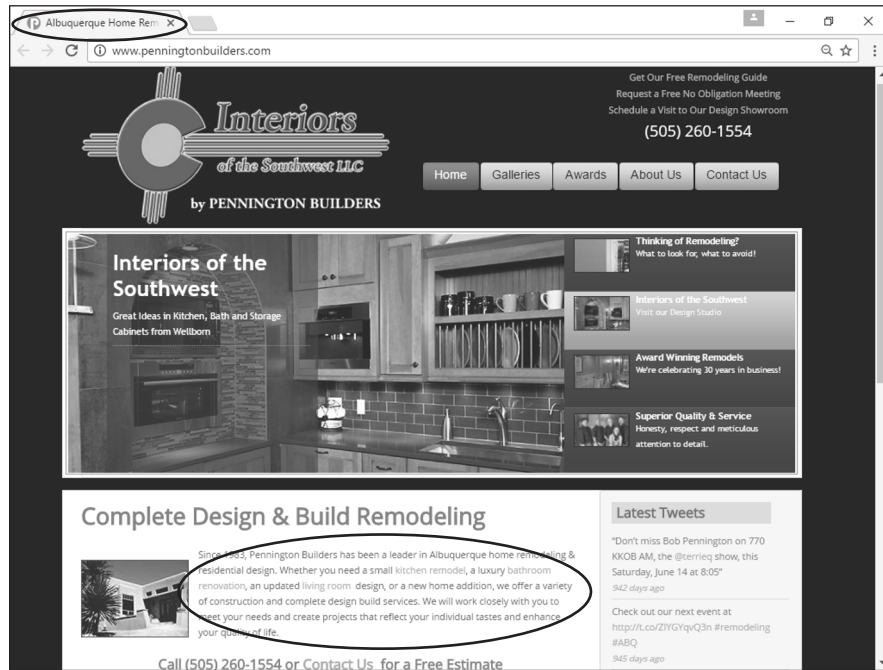 Albuquerque Home Rem
www.penningtonbuilders.com
Get Our Free Remodeling Guide
Request a Free No Obligation Meeting
Schedule a Visit to Our Design Showroom
(505) 260-1554
Interiors
of the Southwest LLC
by PENNINGTON BUILDERS
Home Galleries Awards About Us Contact Us
Interiors of the
Southwest
Great Ideas in Kitchen, Bath and Storage
Cabinets from Wellborn
Thinking of Remodeling?
What to look for, what to avoid!
Interiors of the Southwest
Visit our Design Studio
Award Winning Remodels
We're celebrating 30 years in business!
Superior Quality & Service
Honesty, respect and meticulous
attention to detail.
Complete Design & Build Remodeling
Since 1983, Pennington Builders has been a leader in Albuquerque home remodeling &
residential design. Whether you need a small kitchen remodel, a luxury bathroom
renovation, an updated living room design, or a new home addition, we offer a variety
of construction and complete design build services. We will work closely with you to
meet your needs and create projects that reflect your individual tastes and enhance
your quality of life.
Call (505) 260-1554 or Contact Us for a Free Estimate
Latest Tweets
"Don't miss Bob Pennington on 770
KKOB AM, the @terrieq show, this
Saturday, June 14 at 8:05"
942 days ago
Check out our next event at
http://t.co/ZlYGYqvQ3n #remodeling
#ABQ
945 days ago